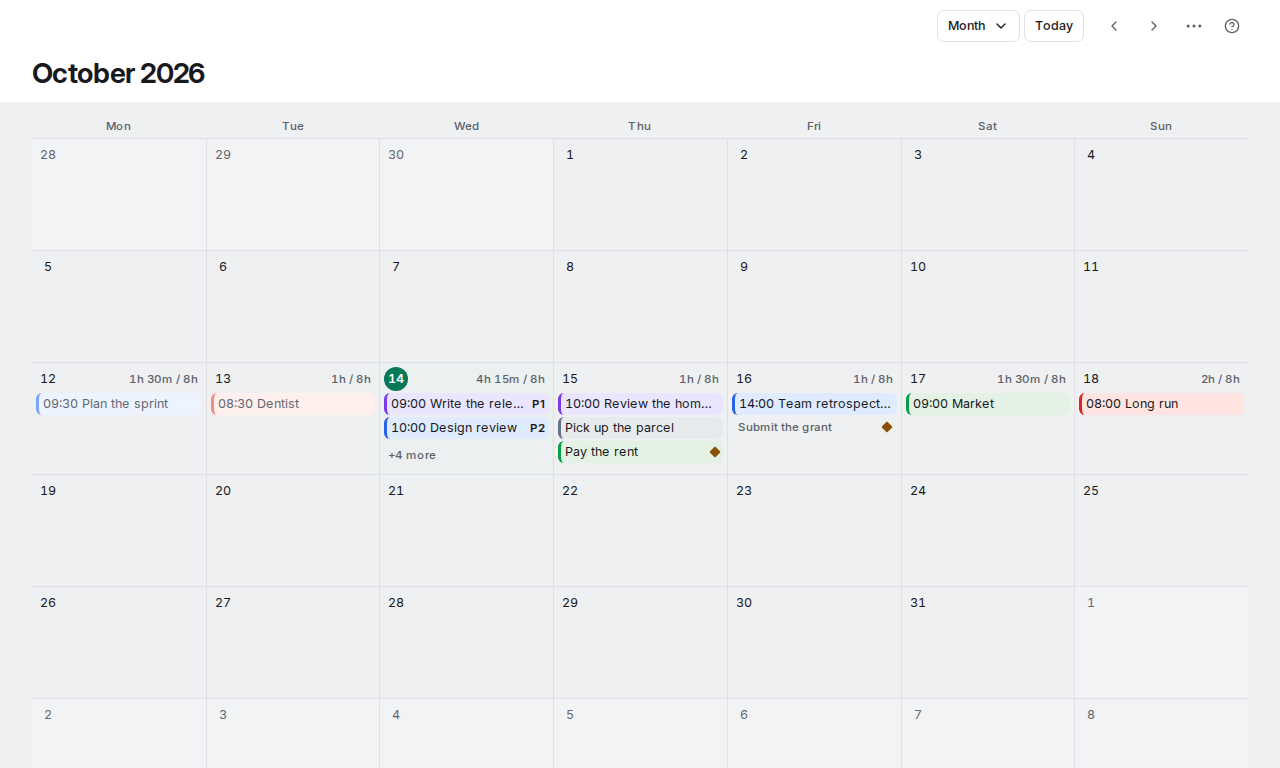 Month
Today
October 2026
Mon Tue Wed Thu Fri Sat Sun
28 29 30 1 2 3 4
5 6 7 8 9 10 11
12 1h 30m / 8h 13 1h / 8h 14 4h 15m / 8h 15 1h / 8h 16 1h / 8h 17 1h 30m / 8h 18 2h / 8h
09:30 Plan the sprint 08:30 Dentist 09:00 Write the rele... P1 10:00 Review the hom... 14:00 Team retrospect... 09:00 Market 08:00 Long run
10:00 Design review P2 Pick up the parcel Submit the grant
+4 more Pay the rent
19 20 21 22 23 24 25
26 27 28 29 30 31 1
2 3 4 5 6 7 8